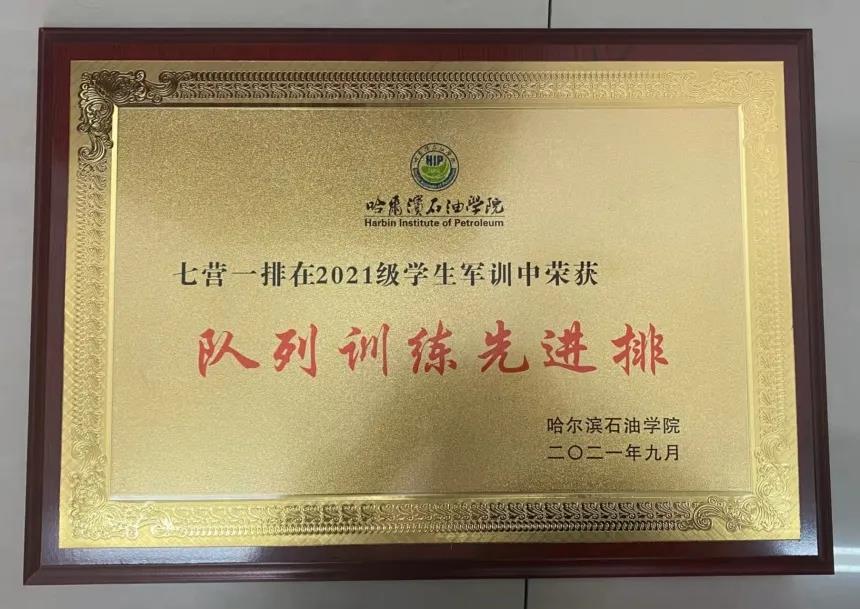 HIP
哈尔滨石油学院
Harbin Institute of Petroleum
七营一排在2021级学生军训中荣获
队列训练先进排
哈尔滨石油学院
二〇二一年九月